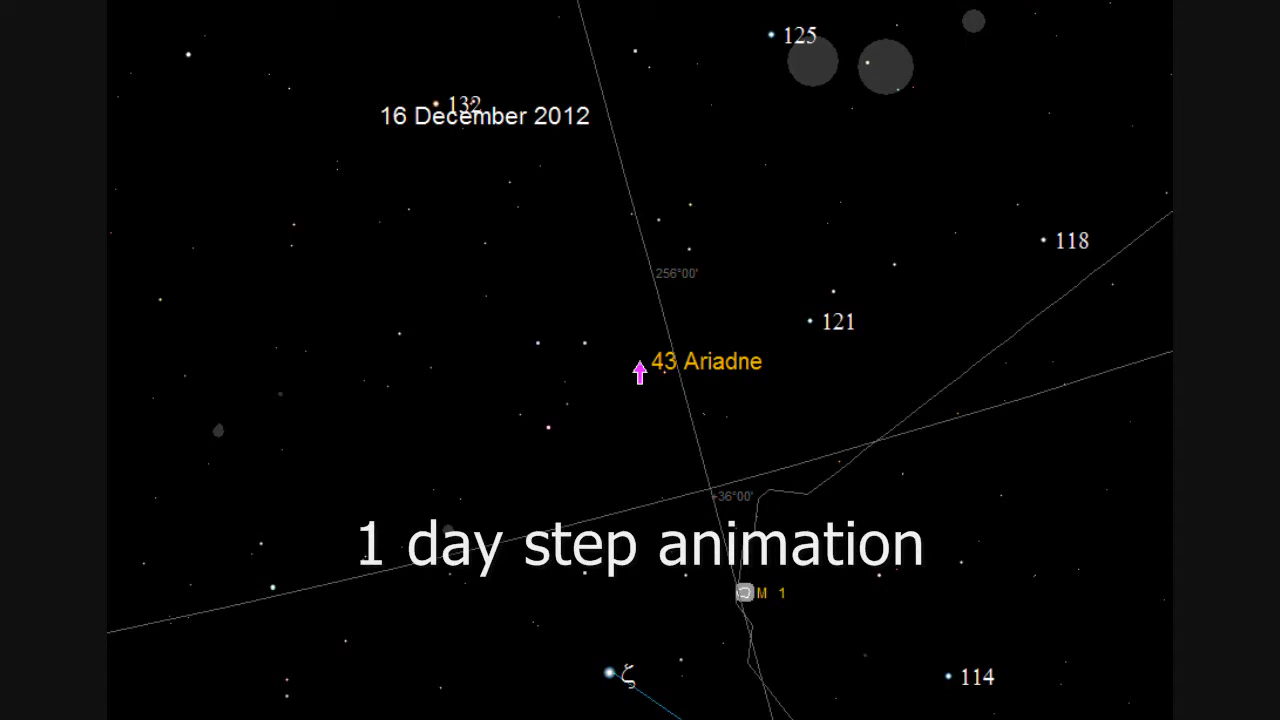 125
132
16 December 2012
118
256°00'
121
43 Ariadne
+36°00'
1 day step animation
M 1
ζ
114